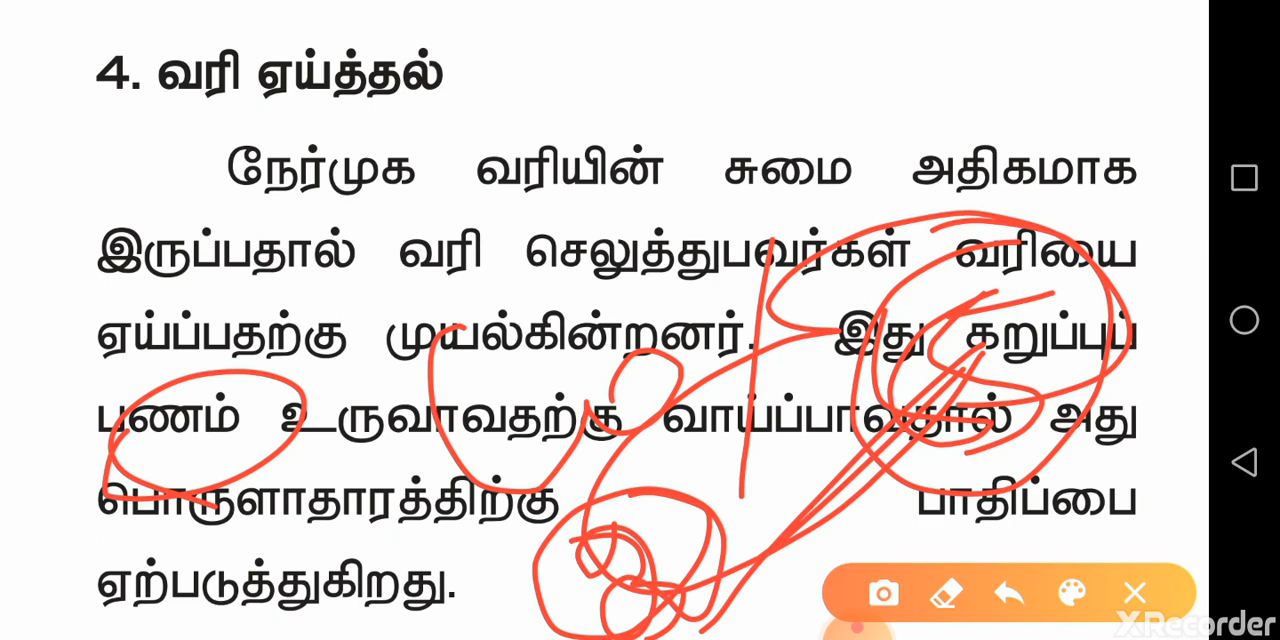 4. வரி ஏய்த்தல்
நேர்முக வரியின் சுமை அதிகமாக
இருப்பதால் வரி செலுத்துபவர்கள் வரியை
ஏய்ப்பதற்கு முயல்கின்றனர். இது கறுப்புப்
பணம் உருவாவதற்கு வாய்ப்பாவதால் அது
பொருளாதாரத்திற்கு பாதிப்பை
ஏற்படுத்துகிறது.
XRecorder